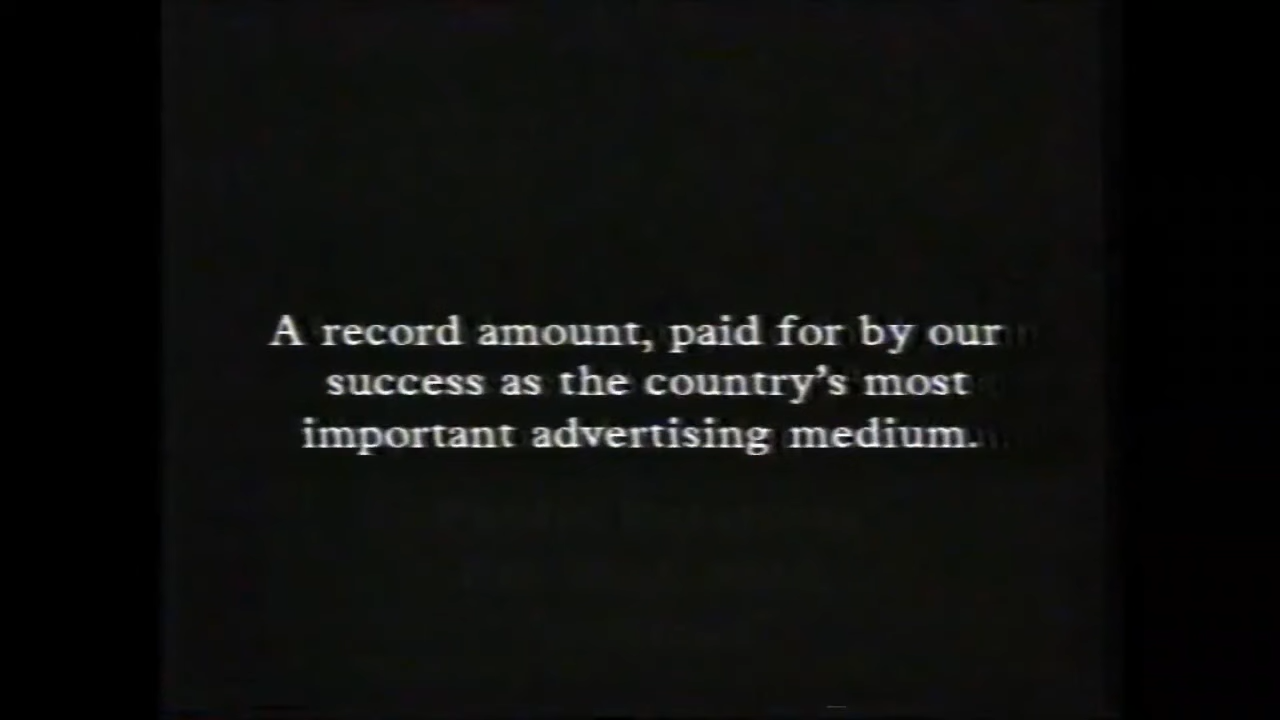 A record amount, paid for by our
success as the country's most
important advertising medium.